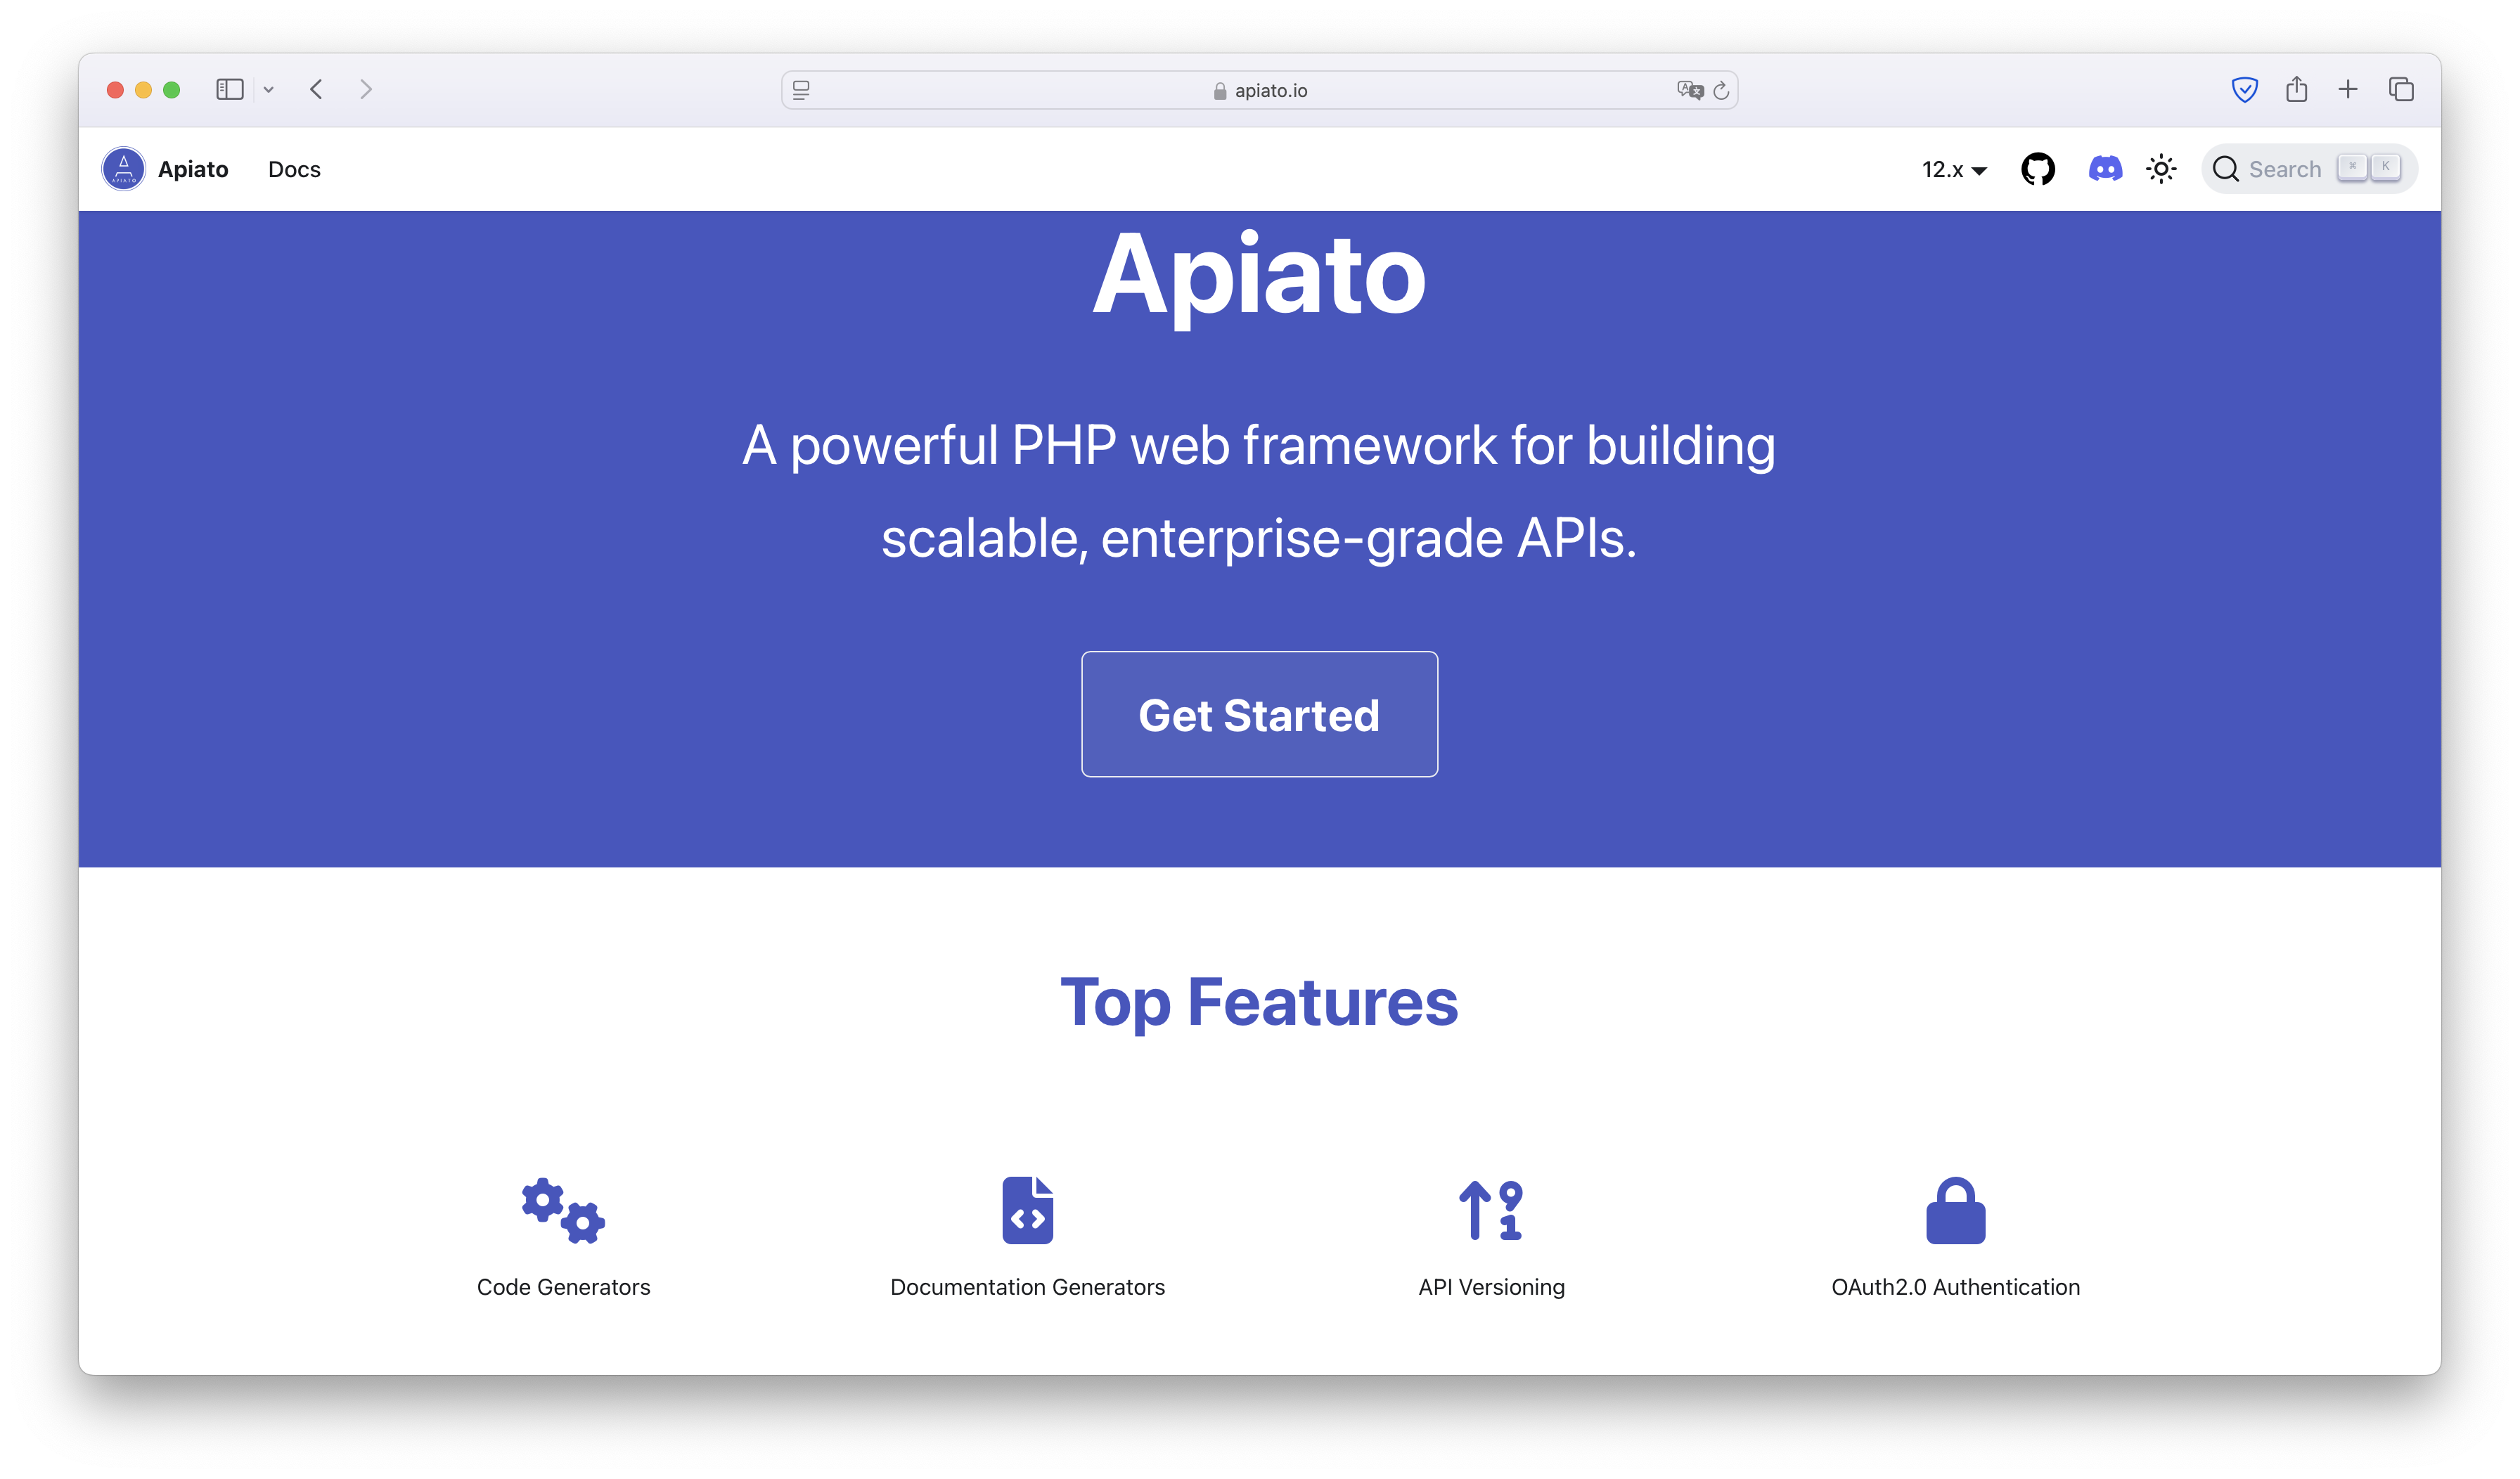 apiato.io
Apiato
Docs
12.x
Search ⌘ K
Apiato
A powerful PHP web framework for building
scalable, enterprise-grade APIs.
Get Started
Top Features
Code Generators
Documentation Generators
API Versioning
OAuth2.0 Authentication